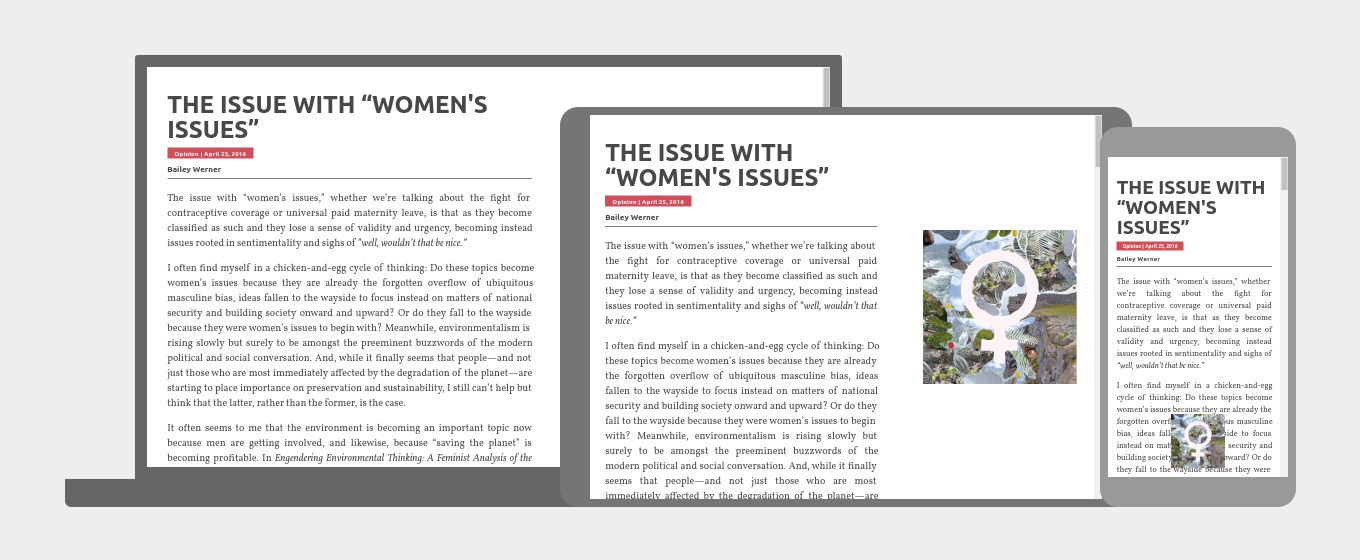 THE ISSUE WITH “WOMEN'S
ISSUES”
Opinion | April 25, 2016
Bailey Werner
The issue with “women’s issues,” whether we’re talking about the fight for
contraceptive coverage or universal paid maternity leave, is that as they become
classified as such and they lose a sense of validity and urgency, becoming instead
issues rooted in sentimentality and sighs of “well, wouldn’t that be nice.”
I often find myself in a chicken-and-egg cycle of thinking: Do these topics become
women’s issues because they are already the forgotten overflow of ubiquitous
masculine bias, ideas fallen to the wayside to focus instead on matters of national
security and building society onward and upward? Or do they fall to the wayside
because they were women’s issues to begin with? Meanwhile, environmentalism is
rising slowly but surely to be amongst the preeminent buzzwords of the modern
political and social conversation. And, while it finally seems that people—and not
just those who are most immediately affected by the degradation of the planet—are
starting to place importance on preservation and sustainability, I still can’t help but
think that the latter, rather than the former, is the case.
It often seems to me that the environment is becoming an important topic now
because men are getting involved, and likewise, because “saving the planet” is
becoming profitable. In Engendering Environmental Thinking: A Feminist Analysis of the
THE ISSUE WITH
“WOMEN'S ISSUES”
Opinion | April 25, 2016
Bailey Werner
The issue with “women’s issues,” whether we’re talking about
the fight for contraceptive coverage or universal paid
maternity leave, is that as they become classified as such and
they lose a sense of validity and urgency, becoming instead
issues rooted in sentimentality and sighs of “well, wouldn’t that
be nice.”
I often find myself in a chicken-and-egg cycle of thinking: Do
these topics become women’s issues because they are already
the forgotten overflow of ubiquitous masculine bias, ideas
fallen to the wayside to focus instead on matters of national
security and building society onward and upward? Or do they
fall to the wayside because they were women’s issues to begin
with? Meanwhile, environmentalism is rising slowly but
surely to be amongst the preeminent buzzwords of the
modern political and social conversation. And, while it finally
seems that people—and not just those who are most
immediately affected by the degradation of the planet—are
THE ISSUE WITH
“WOMEN'S
ISSUES”
Opinion | April 25, 2016
Bailey Werner
The issue with “women’s issues,” whether
we’re talking about the fight for
contraceptive coverage or universal paid
maternity leave, is that as they become
classified as such and they lose a sense of
validity and urgency, becoming instead
issues rooted in sentimentality and sighs of
“well, wouldn’t that be nice.”
I often find myself in a chicken-and-egg
cycle of thinking: Do these topics become
women’s issues because they are already the
forgotten masculine
bias, ideas to focus
instead on security and
building society Or do
they fall to the wayside because they were